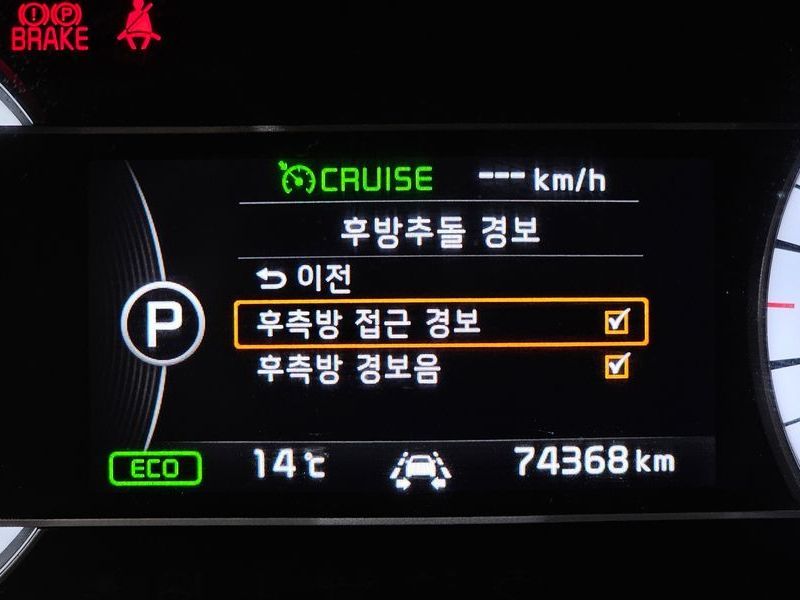 BRAKE
CRUISE --- km/h
후방추돌 경보
이전
P
후측방 접근 경보
후측방 경보음
ECO 14℃ 74368 km